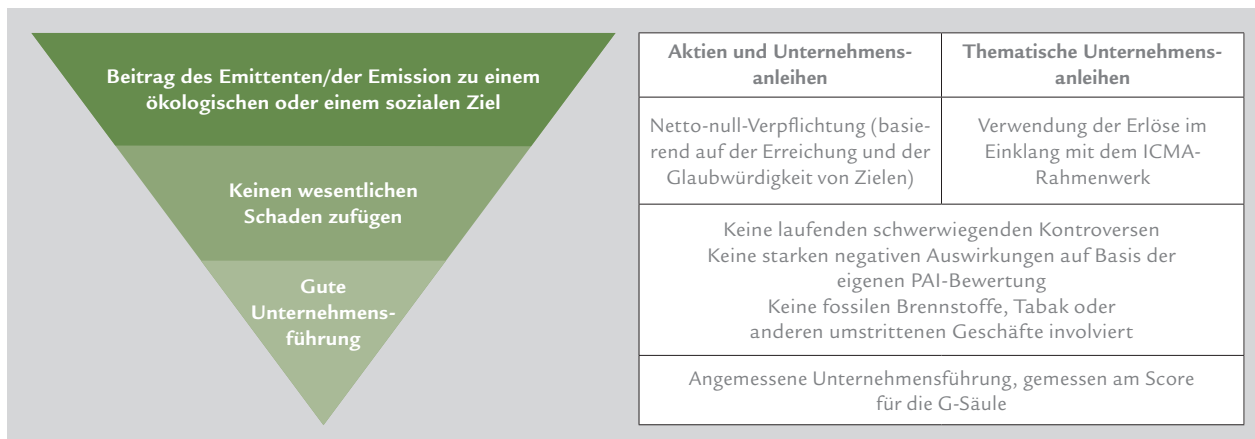 Beitrag des Emittenten/der Emission zu einem
ökologischen oder einem sozialen Ziel
Keinen wesentlichen
Schaden zufügen
Gute
Unternehmens-
führung
Aktien und Unternehmens-
anleihen
Thematische Unternehmens-
anleihen
Netto-null-Verpflichtung (basie-
rend auf der Erreichung und der
Glaubwürdigkeit von Zielen)
Verwendung der Erlöse im
Einklang mit dem ICMA-
Rahmenwerk
Keine laufenden schwerwiegenden Kontroversen
Keine starken negativen Auswirkungen auf Basis der
eigenen PAI-Bewertung
Keine fossilen Brennstoffe, Tabak oder
anderen umstrittenen Geschäfte involviert
Angemessene Unternehmensführung, gemessen am Score
für die G-Säule